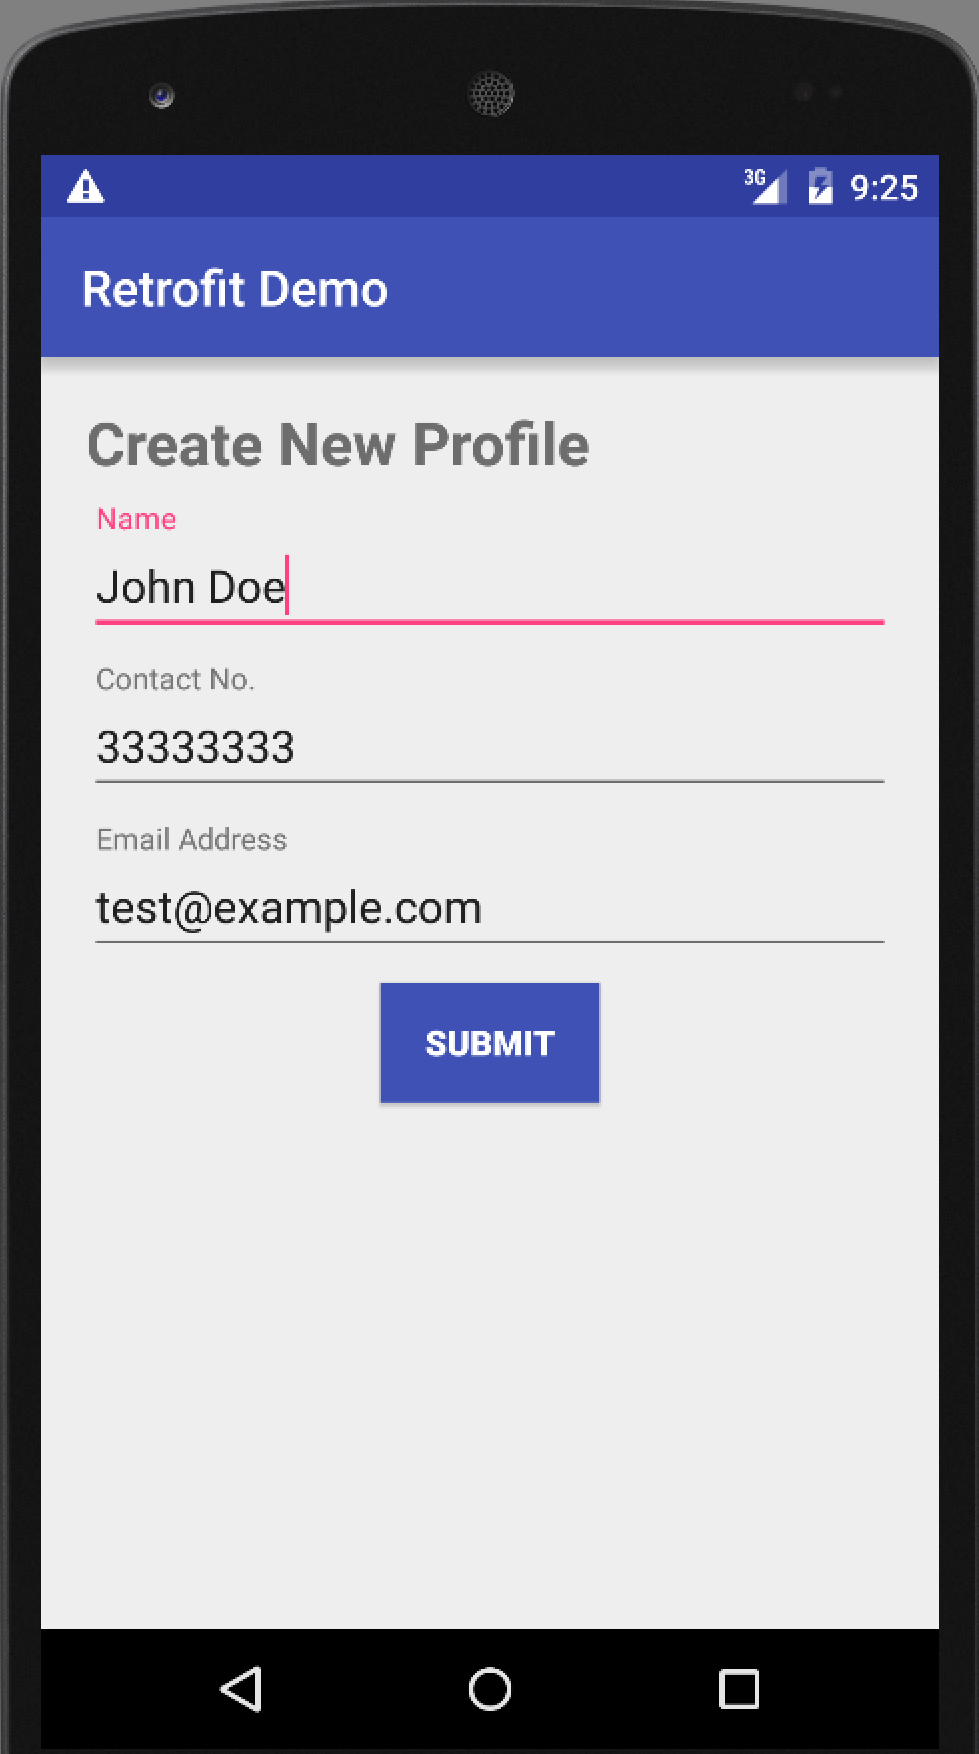 3G 9:25
Retrofit Demo
Create New Profile
Name
John Doe
Contact No.
33333333
Email Address
test@example.com
SUBMIT